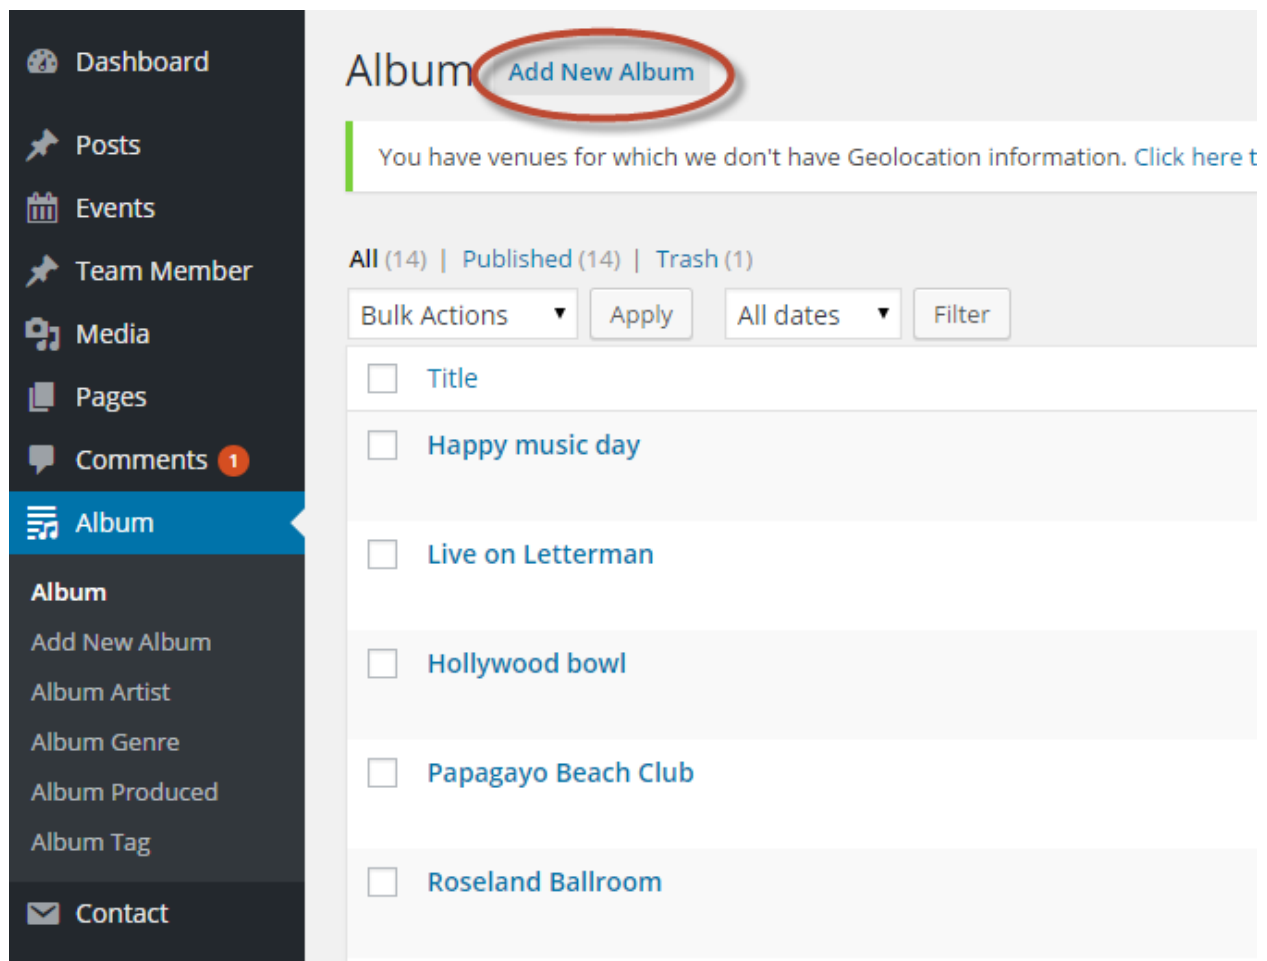 Dashboard
Posts
Events
Team Member
Media
Pages
Comments 1
Album
Album
Add New Album
Album Artist
Album Genre
Album Produced
Album Tag
Contact
Album Add New Album
You have venues for which we don't have Geolocation information. Click here t
All (14) | Published (14) | Trash (1)
Bulk Actions Apply All dates Filter
Title
Happy music day
Live on Letterman
Hollywood bowl
Papagayo Beach Club
Roseland Ballroom